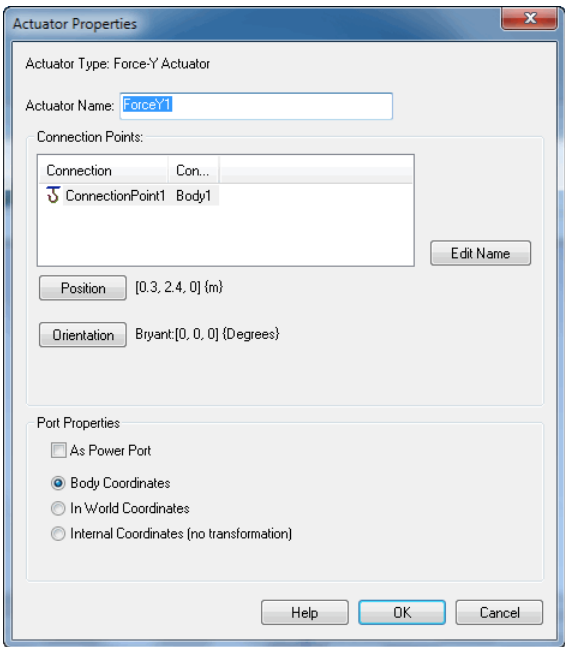 Actuator Properties
Actuator Type: Force-Y Actuator
Actuator Name: ForceY1
Connection Points:
Connection Con...
ConnectionPoint1 Body1
Edit Name
Position [0.3, 2.4, 0] {m}
Orientation Bryant:[0, 0, 0] {Degrees}
Port Properties
As Power Port
Body Coordinates
In World Coordinates
Internal Coordinates (no transformation)
Help OK Cancel